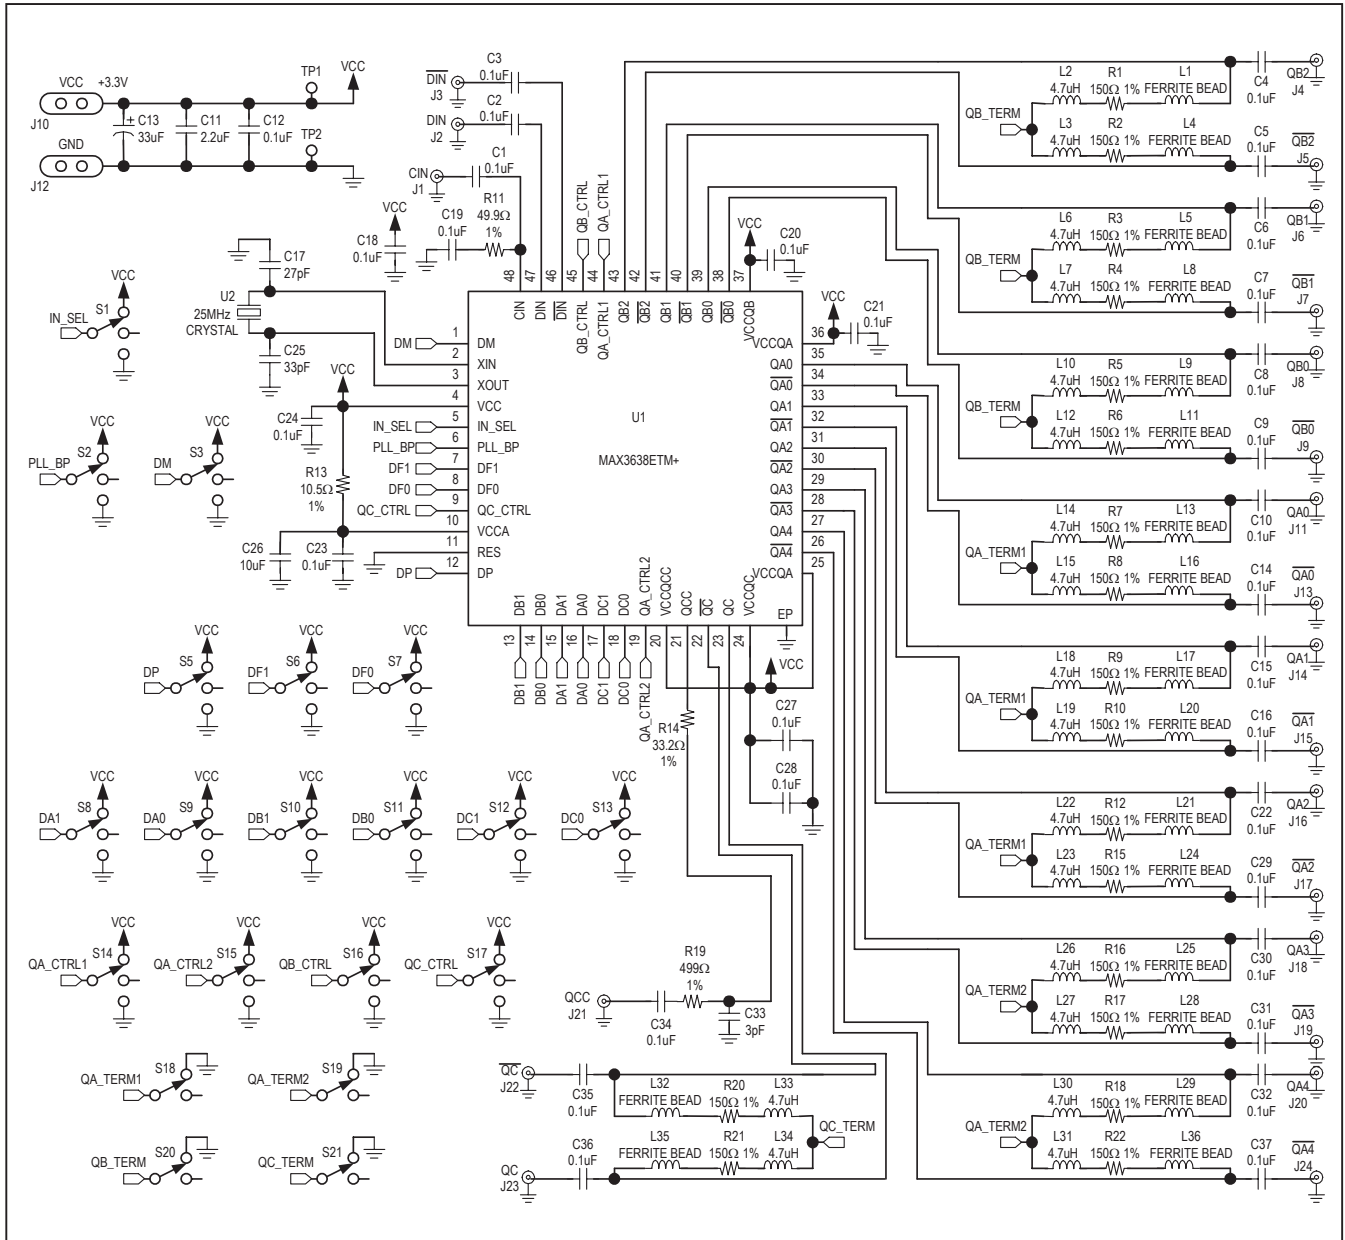 VCC +3.3V
J10
GND
J12
C13
33uF
C11
2.2uF
C12
0.1uF
TP1
TP2
VCC
DIN
J3
C3
0.1uF
DIN
J2
C2
0.1uF
CIN
J1
C1
0.1uF
R11
49.9Ω
1%
C19
0.1uF
VCC
C18
0.1uF
QB_CTRL
QA_CTRL1
VCC
C20
0.1uF
VCC
C21
0.1uF
C17
27pF
U2
25MHz
CRYSTAL
C25
33pF
VCC
C24
0.1uF
R13
10.5Ω
1%
C26
10uF
C23
0.1uF
48 47 46 45 44 43 42 41 40 39 38 37
CIN DIN DIN QB_CTRL QA_CTRL1 QB2 QB2 QB1 QB1 QB0 QB0 VCCQB
U1
MAX3638ETM+
DM 1 DM
2 XIN
3 XOUT
4 VCC
IN_SEL 5 IN_SEL
PLL_BP 6 PLL_BP
DF1 7 DF1
DF0 8 DF0
QC_CTRL 9 QC_CTRL
10 VCCA
11 RES
DP 12 DP
VCCQA 36
QA0 35
QA0 34
QA1 33
QA1 32
QA2 31
QA2 30
QA3 29
QA3 28
QA4 27
QA4 26
VCCQA 25
EP
DB1 DB0 DA1 DA0 DC1 DC0 QA_CTRL2 VCCQCC QCC QC QC VCCQC
13 14 15 16 17 18 19 20 21 22 23 24
DB1 DB0 DA1 DA0 DC1 DC0 QA_CTRL2
VCC
R14
33.2Ω
1%
C27
0.1uF
C28
0.1uF
VCC
IN_SEL S1
VCC
PLL_BP S2
VCC
DM S3
VCC
DP S5
VCC
DF1 S6
VCC
DF0 S7
VCC
DA1 S8
VCC
DA0 S9
VCC
DB1 S10
VCC
DB0 S11
VCC
DC1 S12
VCC
DC0 S13
VCC
QA_CTRL1 S14
VCC
QA_CTRL2 S15
VCC
QB_CTRL S16
VCC
QC_CTRL S17
QA_TERM1 S18
QA_TERM2 S19
QB_TERM S20
QC_TERM S21
QCC
J21
C34
0.1uF
R19
499Ω
1%
C33
3pF
QC
J22
C35
0.1uF
L32
FERRITE BEAD
R20
150Ω 1%
L33
4.7uH
QC_TERM
L35
FERRITE BEAD
R21
150Ω 1%
L34
4.7uH
C36
0.1uF
QC
J23
L2 R1 L1
4.7uH 150Ω 1% FERRITE BEAD
C4
0.1uF
QB2
J4
QB_TERM
L3 R2 L4
4.7uH 150Ω 1% FERRITE BEAD
C5
0.1uF
QB2
J5
L6 R3 L5
4.7uH 150Ω 1% FERRITE BEAD
C6
0.1uF
QB1
J6
QB_TERM
L7 R4 L8
4.7uH 150Ω 1% FERRITE BEAD
C7
0.1uF
QB1
J7
L10 R5 L9
4.7uH 150Ω 1% FERRITE BEAD
C8
0.1uF
QB0
J8
QB_TERM
L12 R6 L11
4.7uH 150Ω 1% FERRITE BEAD
C9
0.1uF
QB0
J9
L14 R7 L13
4.7uH 150Ω 1% FERRITE BEAD
C10
0.1uF
QA0
J11
QA_TERM1
L15 R8 L16
4.7uH 150Ω 1% FERRITE BEAD
C14
0.1uF
QA0
J13
L18 R9 L17
4.7uH 150Ω 1% FERRITE BEAD
C15
0.1uF
QA1
J14
QA_TERM1
L19 R10 L20
4.7uH 150Ω 1% FERRITE BEAD
C16
0.1uF
QA1
J15
L22 R12 L21
4.7uH 150Ω 1% FERRITE BEAD
C22
0.1uF
QA2
J16
QA_TERM1
L23 R15 L24
4.7uH 150Ω 1% FERRITE BEAD
C29
0.1uF
QA2
J17
L26 R16 L25
4.7uH 150Ω 1% FERRITE BEAD
C30
0.1uF
QA3
J18
QA_TERM2
L27 R17 L28
4.7uH 150Ω 1% FERRITE BEAD
C31
0.1uF
QA3
J19
L30 R18 L29
4.7uH 150Ω 1% FERRITE BEAD
C32
0.1uF
QA4
J20
QA_TERM2
L31 R22 L36
4.7uH 150Ω 1% FERRITE BEAD
C37
0.1uF
QA4
J24